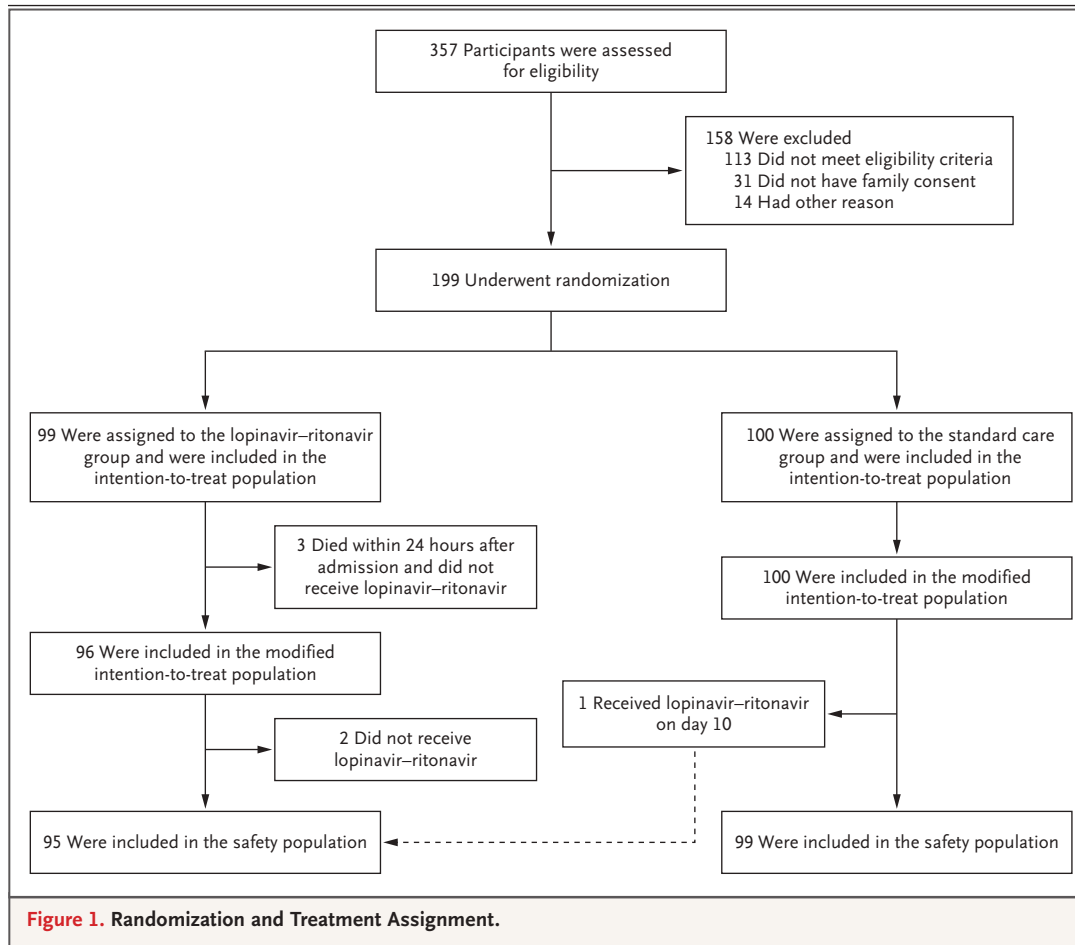 357 Participants were assessed
for eligibility
158 Were excluded
113 Did not meet eligibility criteria
31 Did not have family consent
14 Had other reason
199 Underwent randomization
99 Were assigned to the lopinavir–ritonavir
group and were included in the
intention-to-treat population
100 Were assigned to the standard care
group and were included in the
intention-to-treat population
3 Died within 24 hours after
admission and did not
receive lopinavir–ritonavir
100 Were included in the modified
intention-to-treat population
96 Were included in the modified
intention-to-treat population
1 Received lopinavir–ritonavir
on day 10
2 Did not receive
lopinavir–ritonavir
95 Were included in the safety population
99 Were included in the safety population
Figure 1. Randomization and Treatment Assignment.